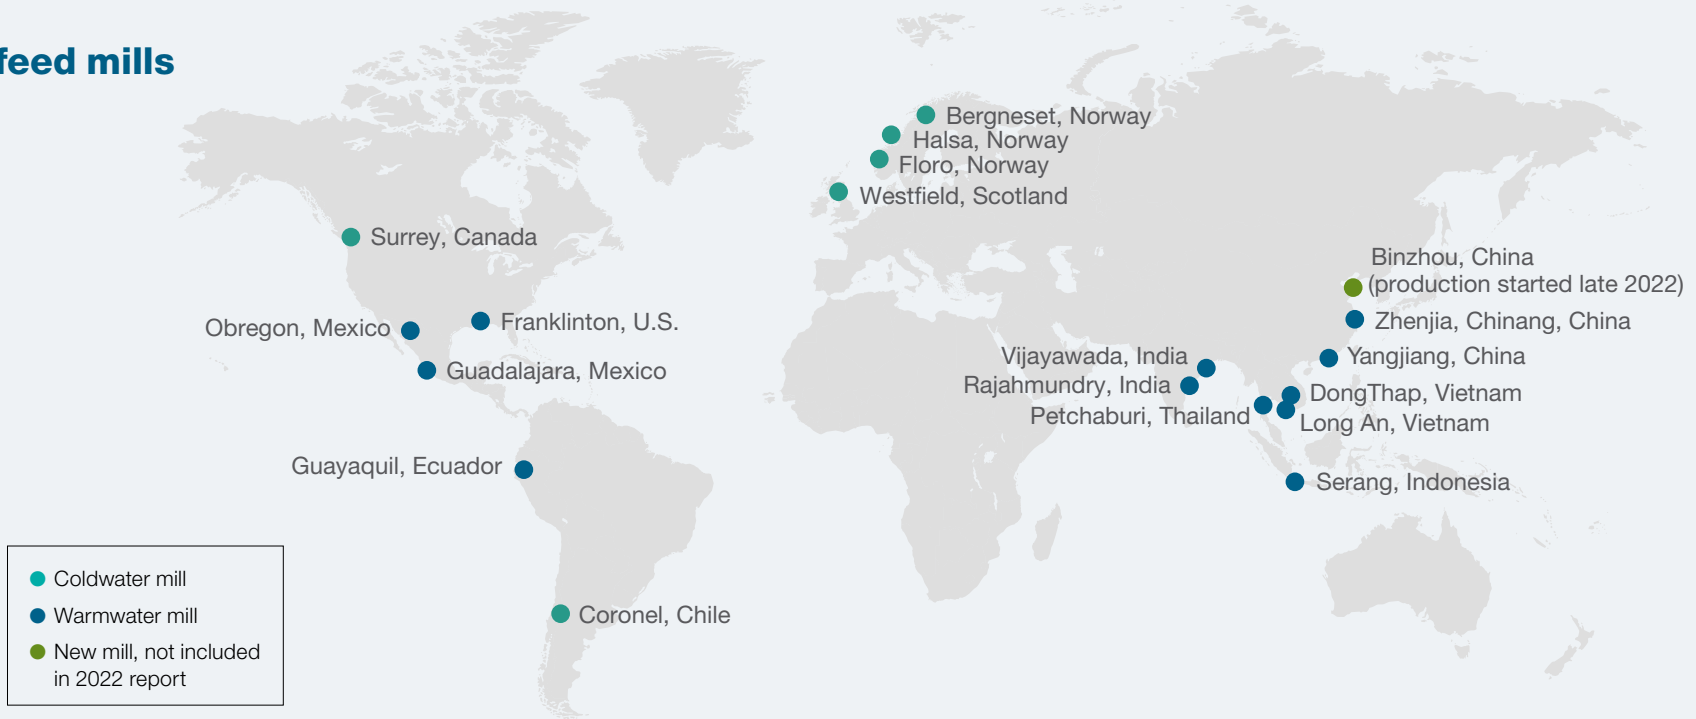 feed mills
Bergneset, Norway
Halsa, Norway
Floro, Norway
Westfield, Scotland
Surrey, Canada
Binzhou, China
(production started late 2022)
Obregon, Mexico
Franklinton, U.S.
Zhenjia, Chinang, China
Guadalajara, Mexico
Vijayawada, India
Yangjiang, China
Rajahmundry, India
DongThap, Vietnam
Petchaburi, Thailand
Long An, Vietnam
Guayaquil, Ecuador
Serang, Indonesia
Coronel, Chile
Coldwater mill
Warmwater mill
New mill, not included
in 2022 report